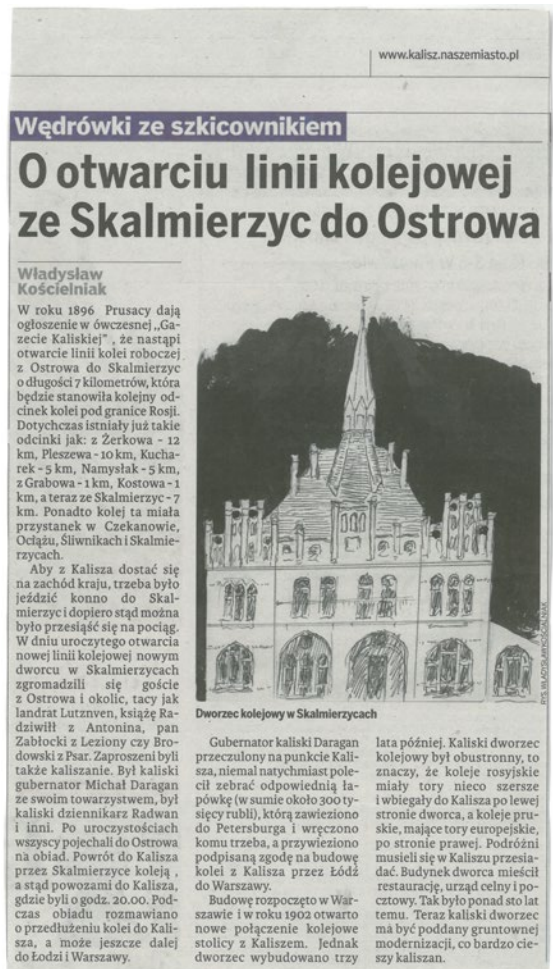 www.kalisz.naszemiasto.pl
Wędrówki ze szkicownikiem
O otwarciu linii kolejowej
ze Skalmierzyc do Ostrowa
Władysław
Kościelniak
W roku 1896 Prusacy dają
ogłoszenie w ówczesnej ,,Ga-
zecie Kaliskiej" , że nastąpi
otwarcie linii kolei roboczej
z Ostrowa do Skalmierzyc
o długości 7 kilometrów, która
będzie stanowiła kolejny od-
cinek kolei pod granice Rosji.
Dotychczas istniały już takie
odcinki jak: z Żerkowa - 12
km, Pleszewa - 10 km, Kucha-
rek - 5 km, Namysłak - 5 km,
z Grabowa - 1 km, Kostowa - 1
km, a teraz ze Skalmierzyc - 7
km. Ponadto kolej ta miała
przystanek w Czekanowie,
Ociążu, Śliwnikach i Skalmie-
rzycach.
Aby z Kalisza dostać się
na zachód kraju, trzeba było
jeździć konno do Skal-
mierzyc i dopiero stąd można
było przesiąść się na pociąg.
W dniu uroczytego otwarcia
nowej linii kolejowej nowym
dworcu w Skalmierzycach
zgromadzili się goście
z Ostrowa i okolic, tacy jak
landrat Lutznven, książę Ra-
dziwiłł z Antonina, pan
Zabłocki z Leziony czy Bro-
dowski z Psar. Zaproszeni byli
także kaliszanie. Był kaliski
gubernator Michał Daragan
ze swoim towarzystwem, był
kaliski dziennikarz Radwan
i inni. Po uroczystościach
wszyscy pojechali do Ostrowa
na obiad. Powrót do Kalisza
przez Skalmierzyce koleją ,
a stąd powozami do Kalisza,
gdzie byli o godz. 20.00. Pod-
czas obiadu rozmawiano
o przedłużeniu kolei do Kali-
sza, a może jeszcze dalej
do Łodzi i Warszawy.
RYS. WŁADYSŁAW KOŚCIELNIAK
Dworzec kolejowy w Skalmierzycach
Gubernator kaliski Daragan
przeczulony na punkcie Kali-
sza, niemal natychmiast pole-
cił zebrać odpowiednią ła-
pówkę (w sumie około 300 ty-
sięcy rubli), którą zawieziono
do Petersburga i wręczono
komu trzeba, a przywieziono
podpisaną zgodę na budowę
kolei z Kalisza przez Łódź
do Warszawy.
Budowę rozpoczęto w War-
szawie i w roku 1902 otwarto
nowe połączenie kolejowe
stolicy z Kaliszem. Jednak
dworzec wybudowano trzy
lata później. Kaliski dworzec
kolejowy był obustronny, to
znaczy, że koleje rosyjskie
miały tory nieco szersze
i wbiegały do Kalisza po lewej
stronie dworca, a koleje pru-
skie, mające tory europejskie,
po stronie prawej. Podróżni
musieli się w Kaliszu przesia-
dać. Budynek dworca mieścił
restaurację, urząd celny i po-
cztowy. Tak było ponad sto lat
temu. Teraz kaliski dworzec
ma być poddany gruntownej
modernizacji, co bardzo cie-
szy kaliszan.